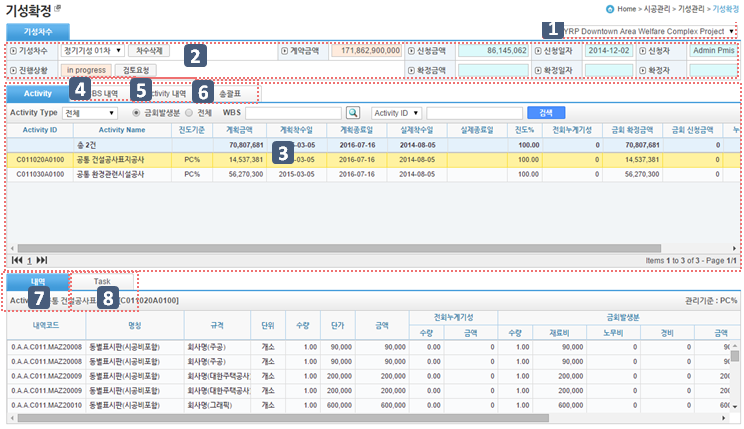 기성확정
Home > 시공관리 > 기성관리 > 기성확정
기성차수
1
YRP Downtown Area Welfare Complex Project
기성차수 정기기성 01차 차수삭제 2 계약금액 171,862,900,000 신청금액 86,145,062 신청일자 2014-12-02 신청자 Admin Pmis
진행상황 in progress 검토요청 확정금액 확정일자 확정자
Activity 4 BS 내역 5 ctivity 내역 6 총괄표
Activity Type 전체 금회발생분 전체 WBS Activity ID 검색
Activity ID Activity Name 진도기준 계획금액 계획착수일 계획종료일 실제착수일 실제종료일 진도% 전회누계기성 금회 확정금액 금회 신청금액 누
총 2건 70,807,681 -03-05 2016-07-16 2014-08-05 100.00 0 70,807,681 0
C011020A0100 공통 건설공사표지공사 PC% 14,537,381 3 -03-05 2016-07-16 2014-08-05 100.00 0 14,537,381 0
C011030A0100 공통 환경관련시설공사 PC% 56,270,300 2015-03-05 2016-07-16 2014-08-05 100.00 0 56,270,300 0
1 Items 1 to 3 of 3 - Page 1/1
내역 Task
7 8
Activ 통 건설공사표 [C011020A0100] 관리기준 : PC%
내역코드 명칭 규격 단위 수량 단가 금액 전회누계기성 금회발생분
수량 금액 수량 재료비 노무비 경비 금액
0.A.A.C011.MAZ20008 동별표시판(시공비포함) 회사명(주공) 개소 1.00 90,000 90,000 0.00 0 1.00 90,000 0 0 90
0.A.A.C011.MAZ20008 동별표시판(시공비포함) 회사명(주공) 개소 1.00 90,000 90,000 0.00 0 1.00 90,000 0 0 90
0.A.A.C011.MAZ20009 동별표시판(시공비포함) 회사명(대한주택공사) 개소 1.00 200,000 200,000 0.00 0 1.00 200,000 0 0 200
0.A.A.C011.MAZ20009 동별표시판(시공비포함) 회사명(대한주택공사) 개소 1.00 200,000 200,000 0.00 0 1.00 200,000 0 0 200
0.A.A.C011.MAZ20010 동별표시판(시공비포함) 회사명(그래픽) 개소 1.00 600,000 600,000 0.00 0 1.00 600,000 0 0 600